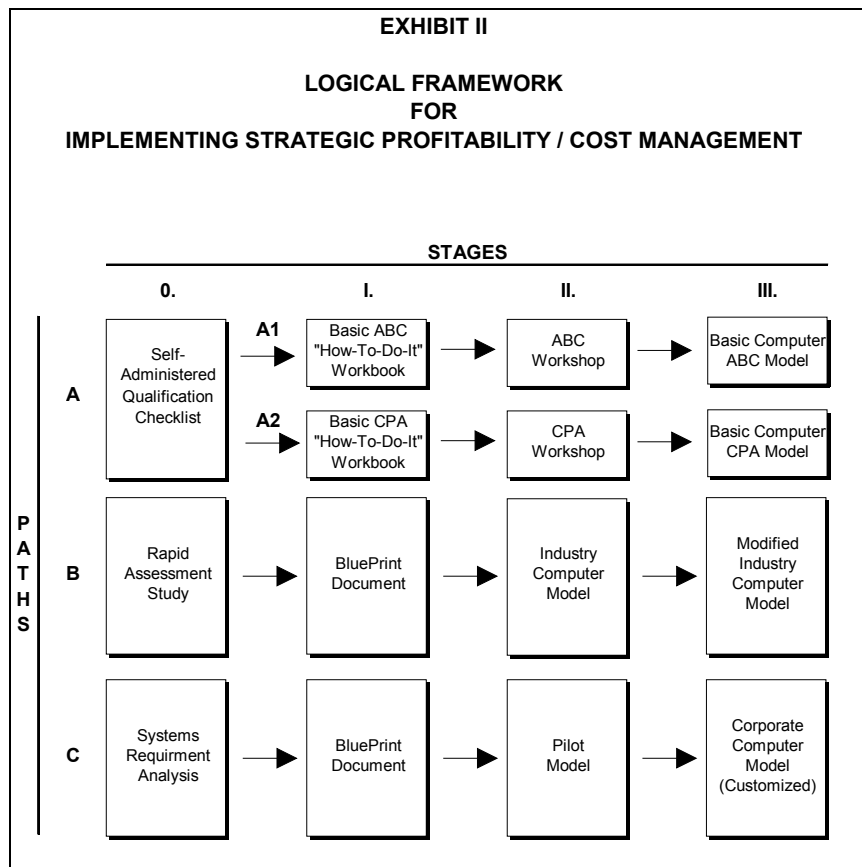 EXHIBIT II
LOGICAL FRAMEWORK
FOR
IMPLEMENTING STRATEGIC PROFITABILITY / COST MANAGEMENT
STAGES
0.
I.
II.
III.
PATHS
A
Self-
Administered
Qualification
Checklist
A1
Basic ABC
"How-To-Do-It"
Workbook
ABC
Workshop
Basic Computer
ABC Model
A2
Basic CPA
"How-To-Do-It"
Workbook
CPA
Workshop
Basic Computer
CPA Model
B
Rapid
Assessment
Study
BluePrint
Document
Industry
Computer
Model
Modified
Industry
Computer
Model
C
Systems
Requirment
Analysis
BluePrint
Document
Pilot
Model
Corporate
Computer
Model
(Customized)